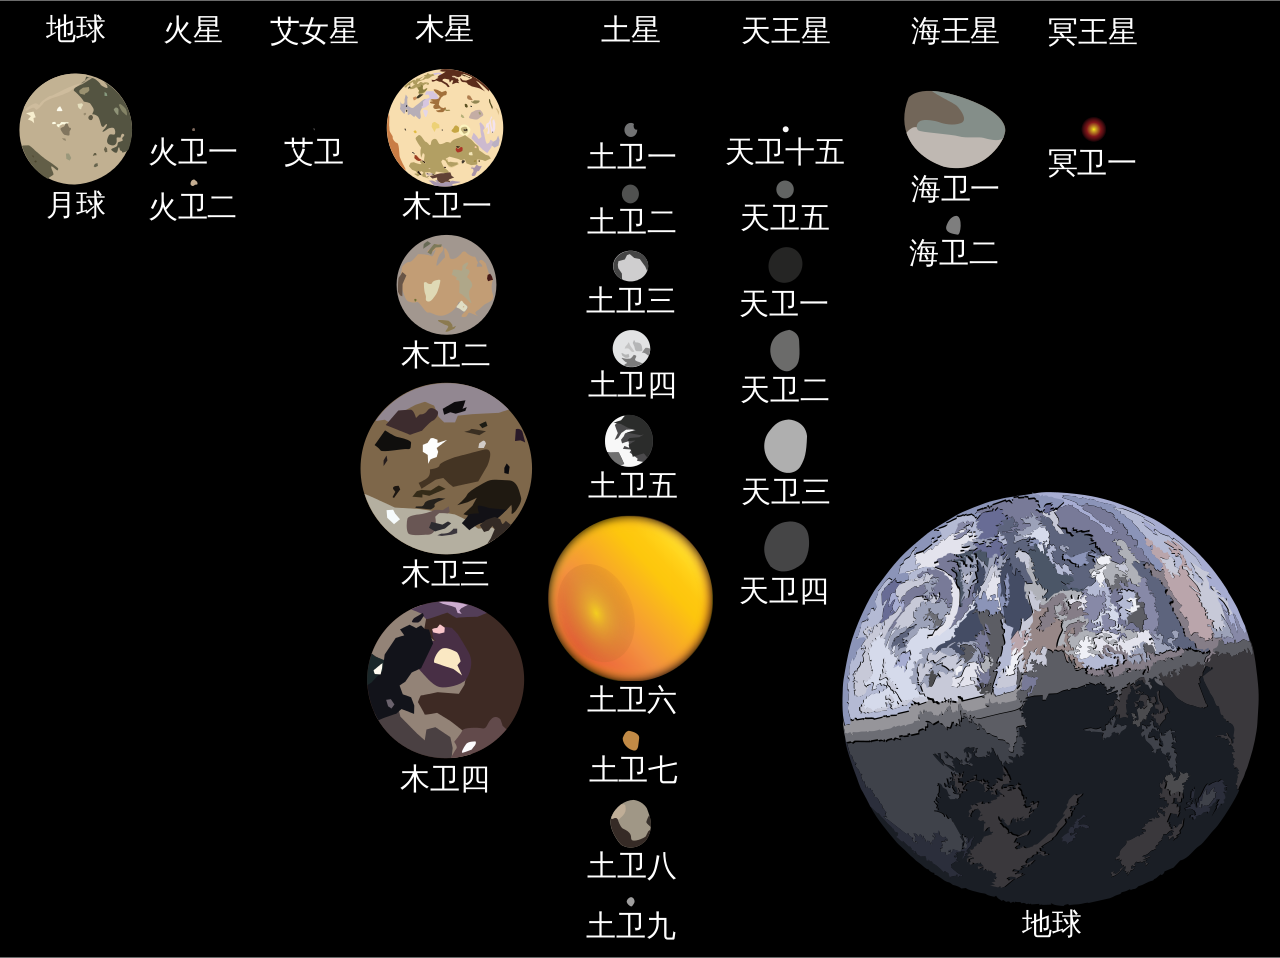 地球
火星
艾女星
木星
土星
天王星
海王星
冥王星
月球
火卫一
火卫二
艾卫
木卫一
木卫二
木卫三
木卫四
土卫一
土卫二
土卫三
土卫四
土卫五
土卫六
土卫七
土卫八
土卫九
天卫十五
天卫五
天卫一
天卫二
天卫三
天卫四
海卫一
海卫二
冥卫一
地球